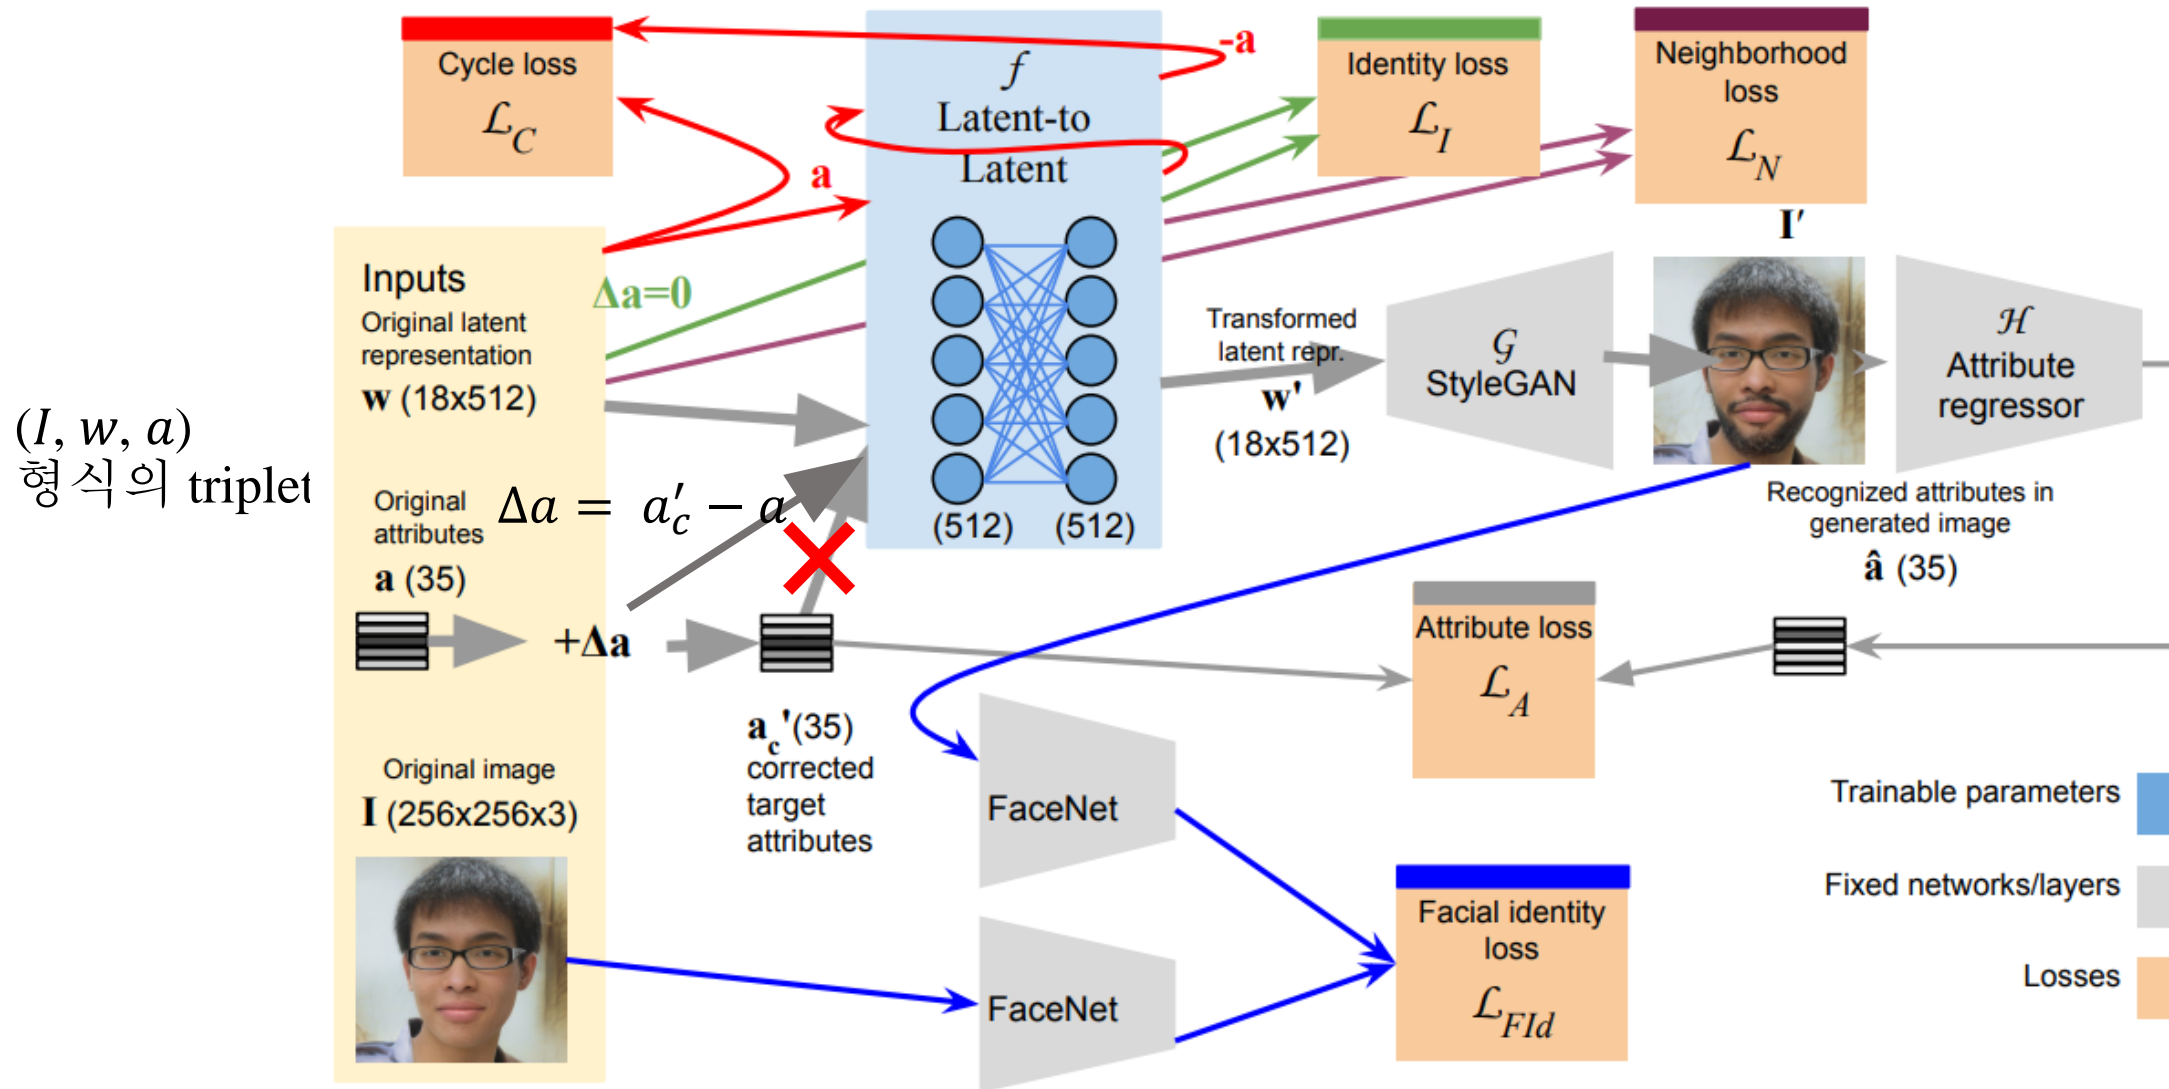 Cycle loss
ℒ_C
-a
f
Latent-to
Latent
Identity loss
ℒ_I
Neighborhood
loss
ℒ_N
I′
a
Inputs
Original latent
representation
w (18x512)
Δa=0
Transformed
latent repr.
w'
(18x512)
𝒢
StyleGAN
ℋ
Attribute
regressor
(I, w, a)
형식의 triplet
Original
attributes
a (35)
Δa = a′_c − a
(512) (512)
Recognized attributes in
generated image
â (35)
+Δa
Attribute loss
ℒ_A
a_c'(35)
corrected
target
attributes
Original image
I (256x256x3)
FaceNet
FaceNet
Facial identity
loss
ℒ_FId
Trainable parameters
Fixed networks/layers
Losses